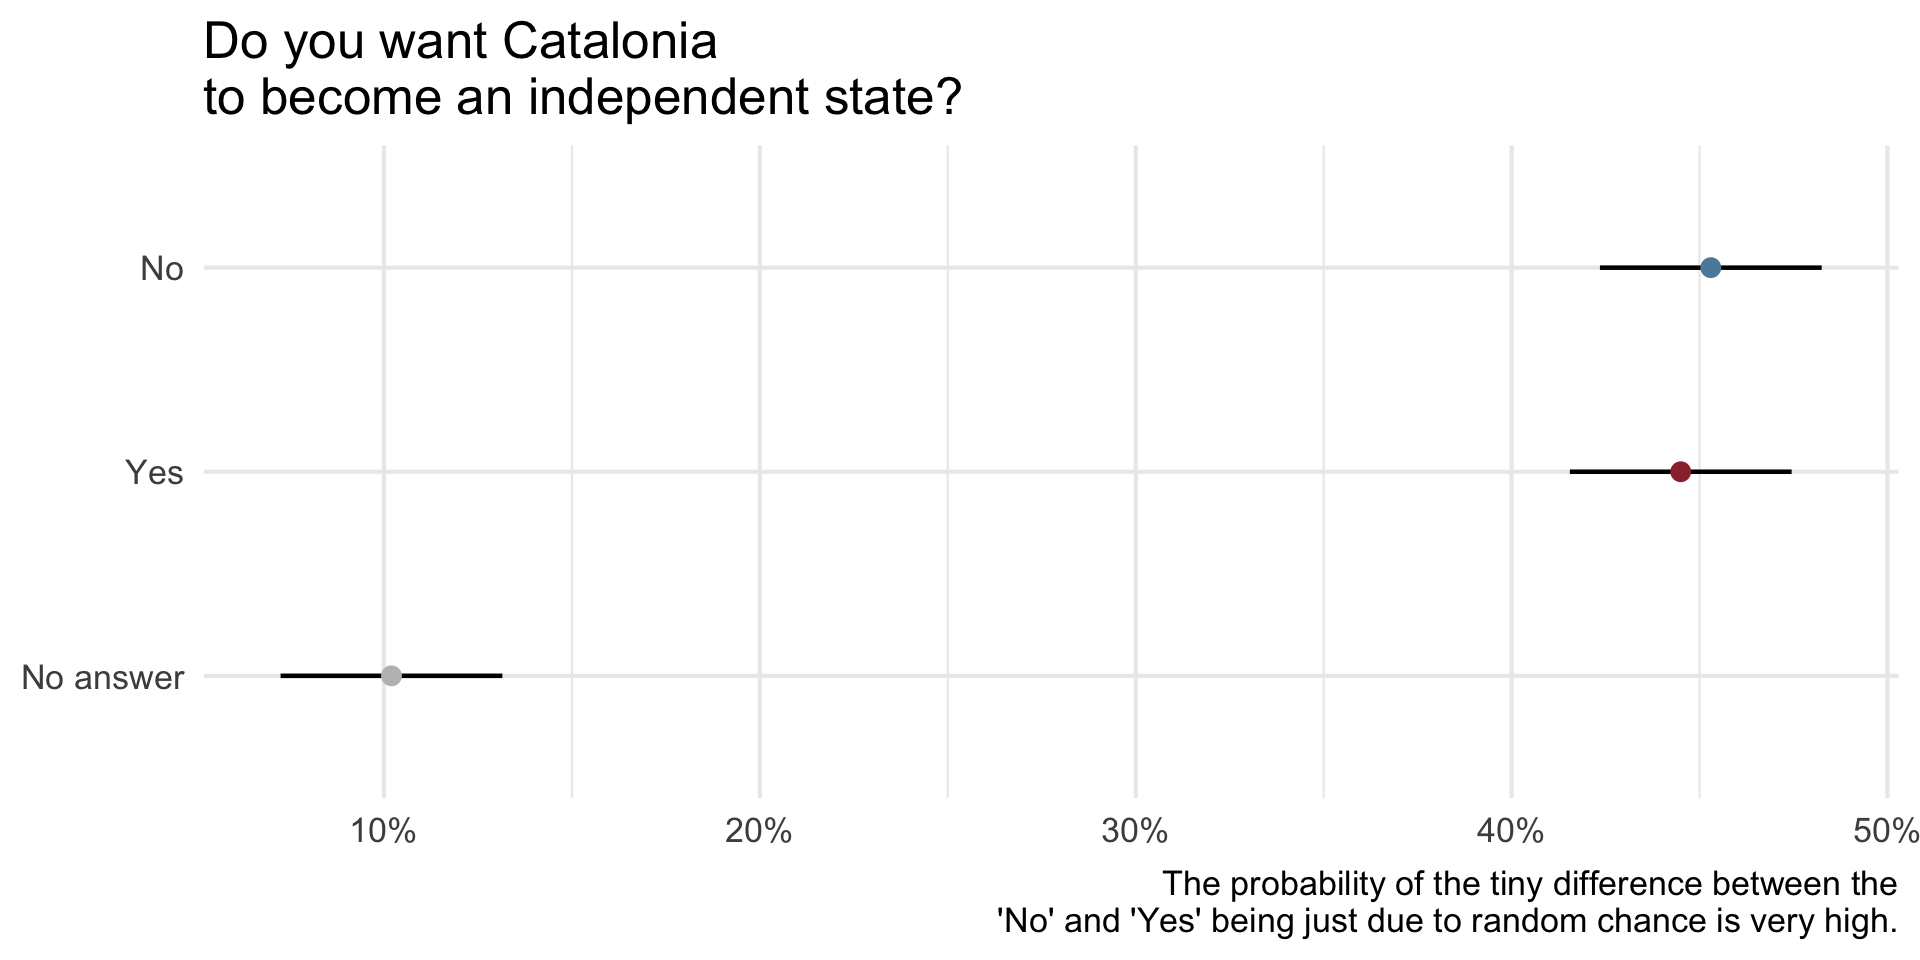 Do you want Catalonia
to become an independent state?
No
Yes
No answer
10%
20%
30%
40%
50%
The probability of the tiny difference between the
'No' and 'Yes' being just due to random chance is very high.